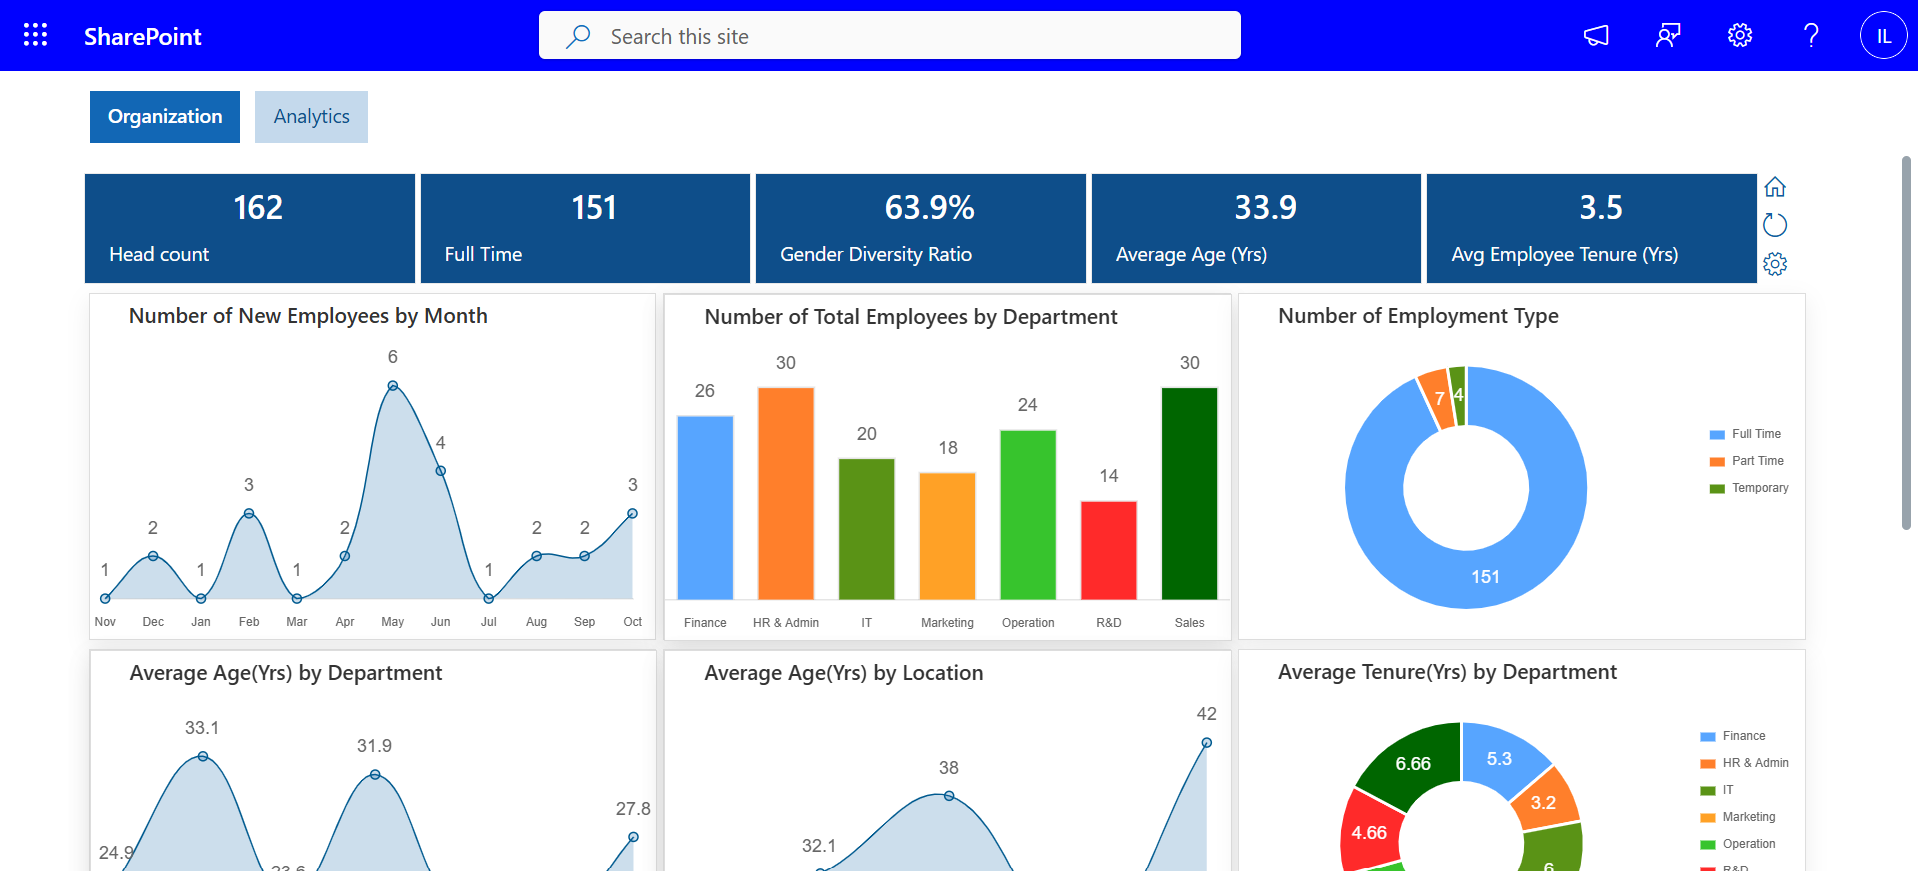 SharePoint
Search this site
IL
Organization
Analytics
162
Head count
151
Full Time
63.9%
Gender Diversity Ratio
33.9
Average Age (Yrs)
3.5
Avg Employee Tenure (Yrs)
Number of New Employees by Month
1
2
1
3
1
2
6
4
1
2
2
3
Nov Dec Jan Feb Mar Apr May Jun Jul Aug Sep Oct
Number of Total Employees by Department
26
30
20
18
24
14
30
Finance HR & Admin IT Marketing Operation R&D Sales
Number of Employment Type
7
4
151
Full Time
Part Time
Temporary
Average Age(Yrs) by Department
24.9
33.1
23.6
31.9
27.8
Average Age(Yrs) by Location
32.1
38
42
Average Tenure(Yrs) by Department
6.66
5.3
3.2
4.66
6
Finance
HR & Admin
IT
Marketing
Operation
R&D